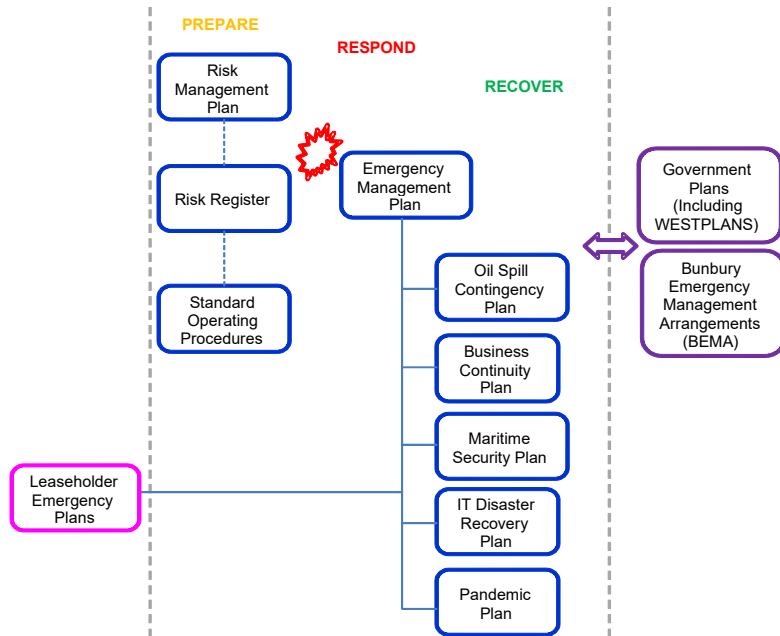 PREPARE
RESPOND
RECOVER
Risk
Management
Plan
Risk Register
Standard
Operating
Procedures
Emergency
Management
Plan
Oil Spill
Contingency
Plan
Business
Continuity
Plan
Maritime
Security Plan
IT Disaster
Recovery
Plan
Pandemic
Plan
Leaseholder
Emergency
Plans
Government
Plans
(Including
WESTPLANS)
Bunbury
Emergency
Management
Arrangements
(BEMA)